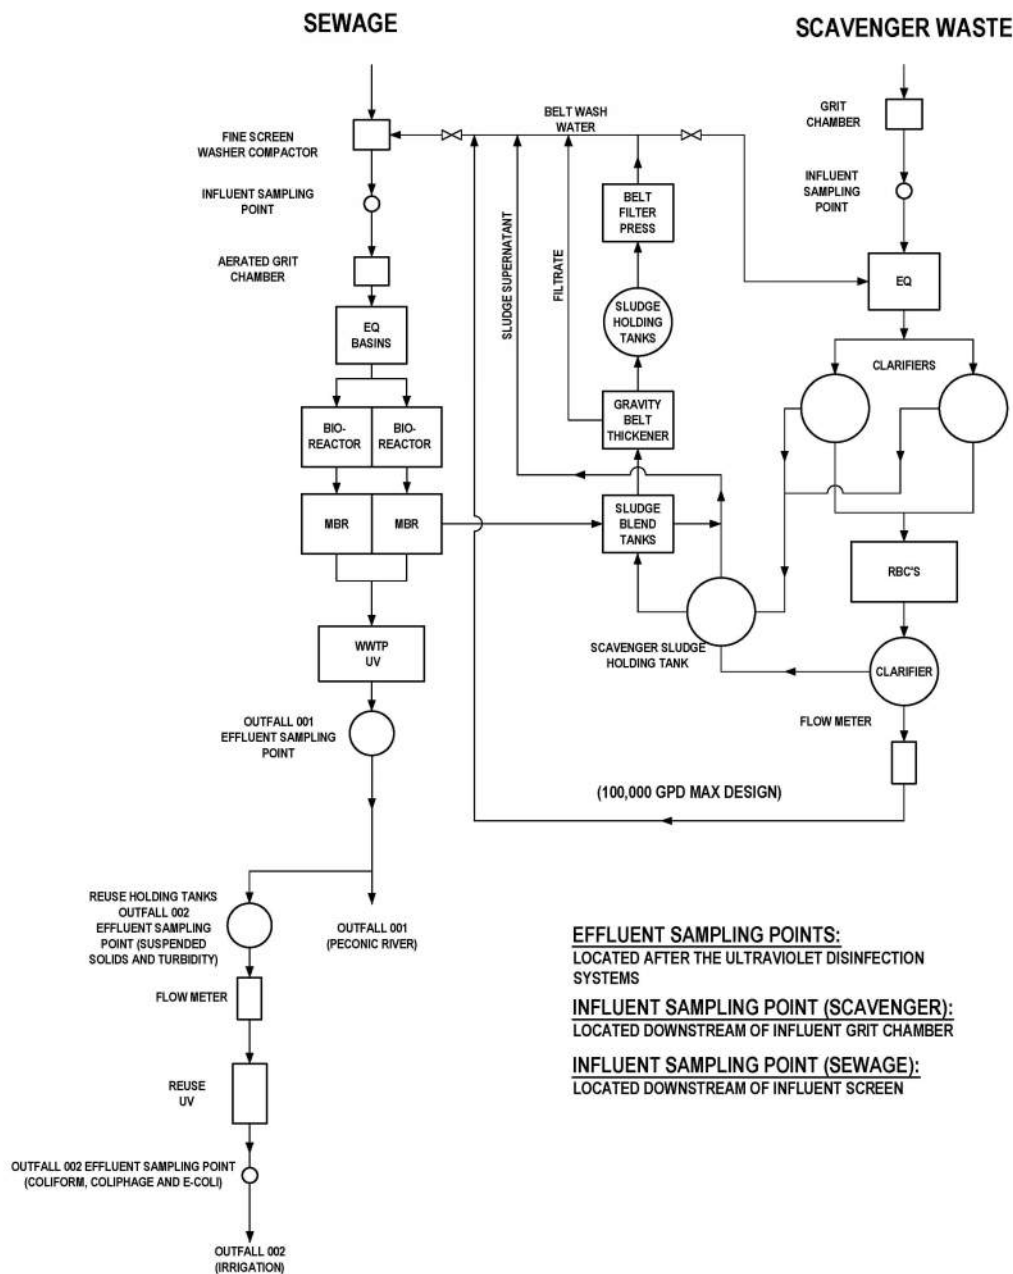 SEWAGE
SCAVENGER WASTE
BELT WASH
WATER
GRIT
CHAMBER
FINE SCREEN
WASHER COMPACTOR
INFLUENT SAMPLING
POINT
INFLUENT
SAMPLING
POINT
BELT
FILTER
PRESS
AERATED GRIT
CHAMBER
SLUDGE SUPERNATANT
FILTRATE
EQ
SLUDGE
HOLDING
TANKS
EQ
BASINS
CLARIFIERS
GRAVITY
BELT
THICKENER
BIO-
REACTOR
BIO-
REACTOR
MBR
MBR
SLUDGE
BLEND
TANKS
RBC'S
WWTP
UV
SCAVENGER SLUDGE
HOLDING TANK
CLARIFIER
OUTFALL 001
EFFLUENT SAMPLING
POINT
FLOW METER
(100,000 GPD MAX DESIGN)
REUSE HOLDING TANKS
OUTFALL 002
EFFLUENT SAMPLING
POINT (SUSPENDED
SOLIDS AND TURBIDITY)
OUTFALL 001
(PECONIC RIVER)
FLOW METER
REUSE
UV
OUTFALL 002 EFFLUENT SAMPLING POINT
(COLIFORM, COLIPHAGE AND E-COLI)
OUTFALL 002
(IRRIGATION)
EFFLUENT SAMPLING POINTS:
LOCATED AFTER THE ULTRAVIOLET DISINFECTION
SYSTEMS
INFLUENT SAMPLING POINT (SCAVENGER):
LOCATED DOWNSTREAM OF INFLUENT GRIT CHAMBER
INFLUENT SAMPLING POINT (SEWAGE):
LOCATED DOWNSTREAM OF INFLUENT SCREEN